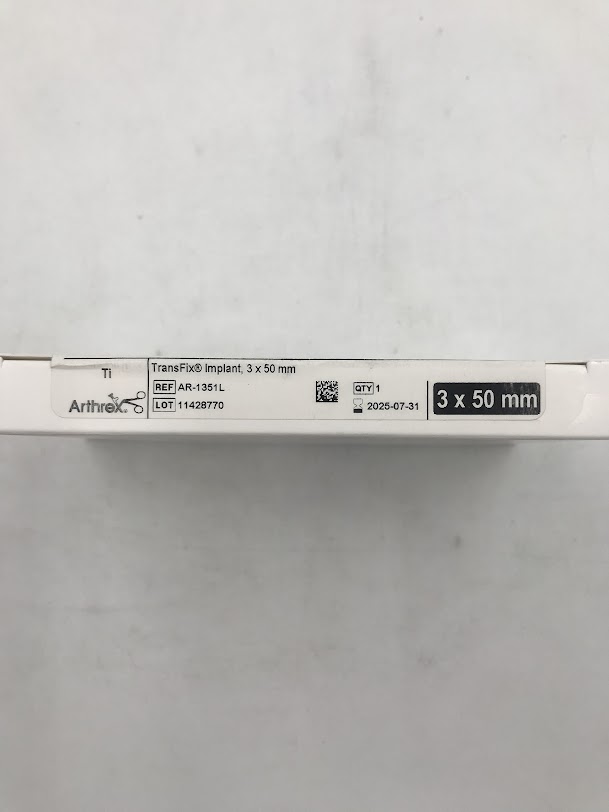 Ti
Arthrex
TransFix® Implant, 3 x 50 mm
REF AR-1351L
LOT 11428770
QTY 1
2025-07-31
3 x 50 mm